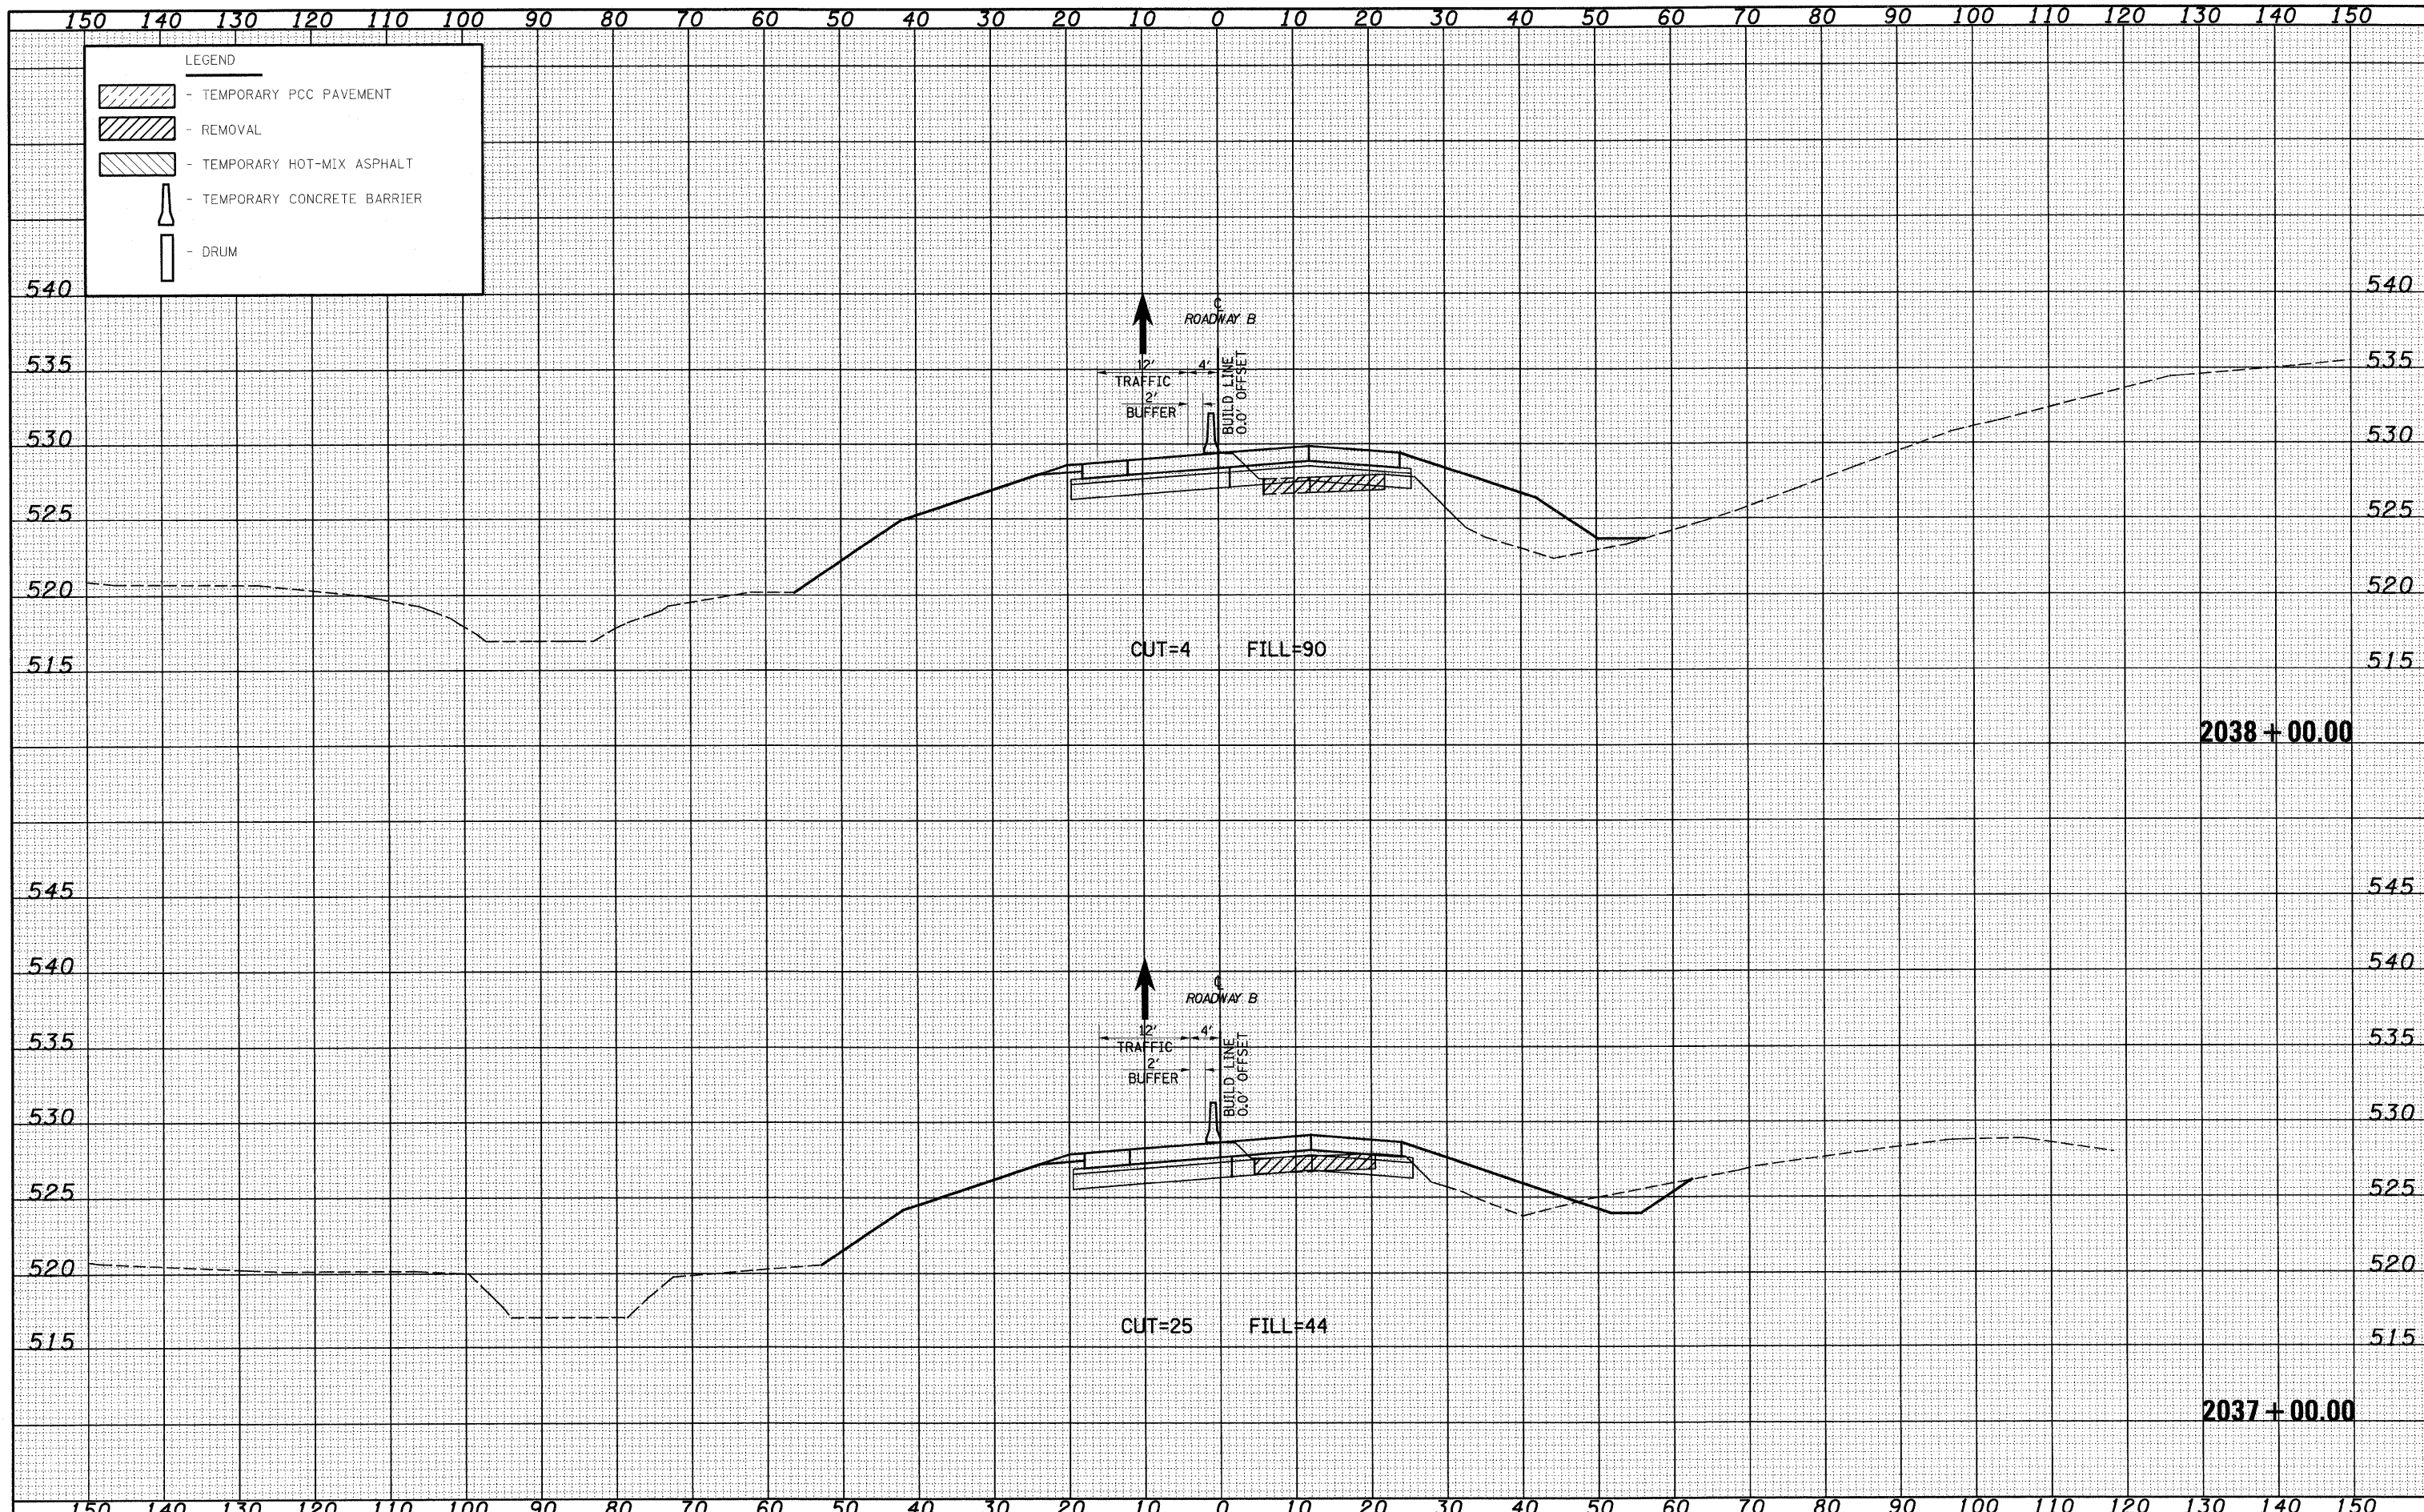 150 140 130 120 110 100 90 80 70 60 50 40 30 20 10 0 10 20 30 40 50 60 70 80 90 100 110 120 130 140 150
LEGEND
- TEMPORARY PCC PAVEMENT
- REMOVAL
- TEMPORARY HOT-MIX ASPHALT
- TEMPORARY CONCRETE BARRIER
- DRUM
540 540
℄
ROADWAY B
535 535
12' 4'
TRAFFIC
2'
BUFFER
BUILD LINE
0.0' OFFSET
530 530
525 525
520 520
CUT=4 FILL=90
515 515
2038+00.00
545 545
540 540
℄
ROADWAY B
535 535
12' 4'
TRAFFIC
2'
BUFFER
BUILD LINE
0.0' OFFSET
530 530
525 525
520 520
CUT=25 FILL=44
515 515
2037+00.00
150 140 130 120 110 100 90 80 70 60 50 40 30 20 10 0 10 20 30 40 50 60 70 80 90 100 110 120 130 140 150